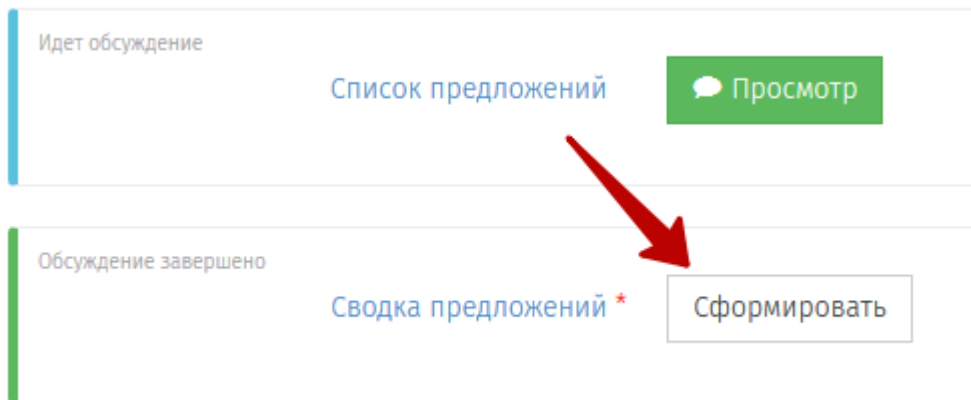 Идет обсуждение
Список предложений Просмотр
Обсуждение завершено
Сводка предложений * Сформировать